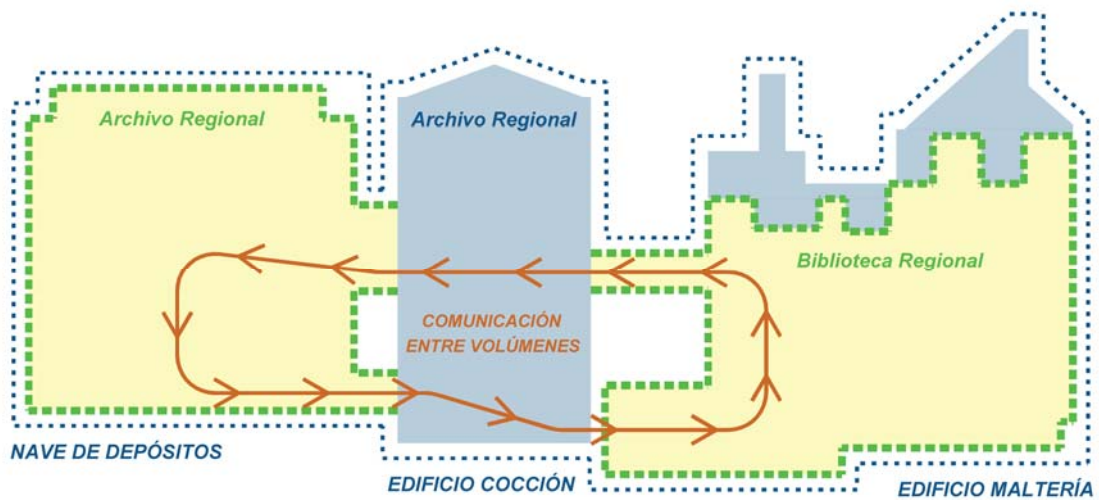 Archivo Regional
Archivo Regional
Biblioteca Regional
COMUNICACIÓN
ENTRE VOLÚMENES
NAVE DE DEPÓSITOS
EDIFICIO COCCIÓN
EDIFICIO MALTERÍA